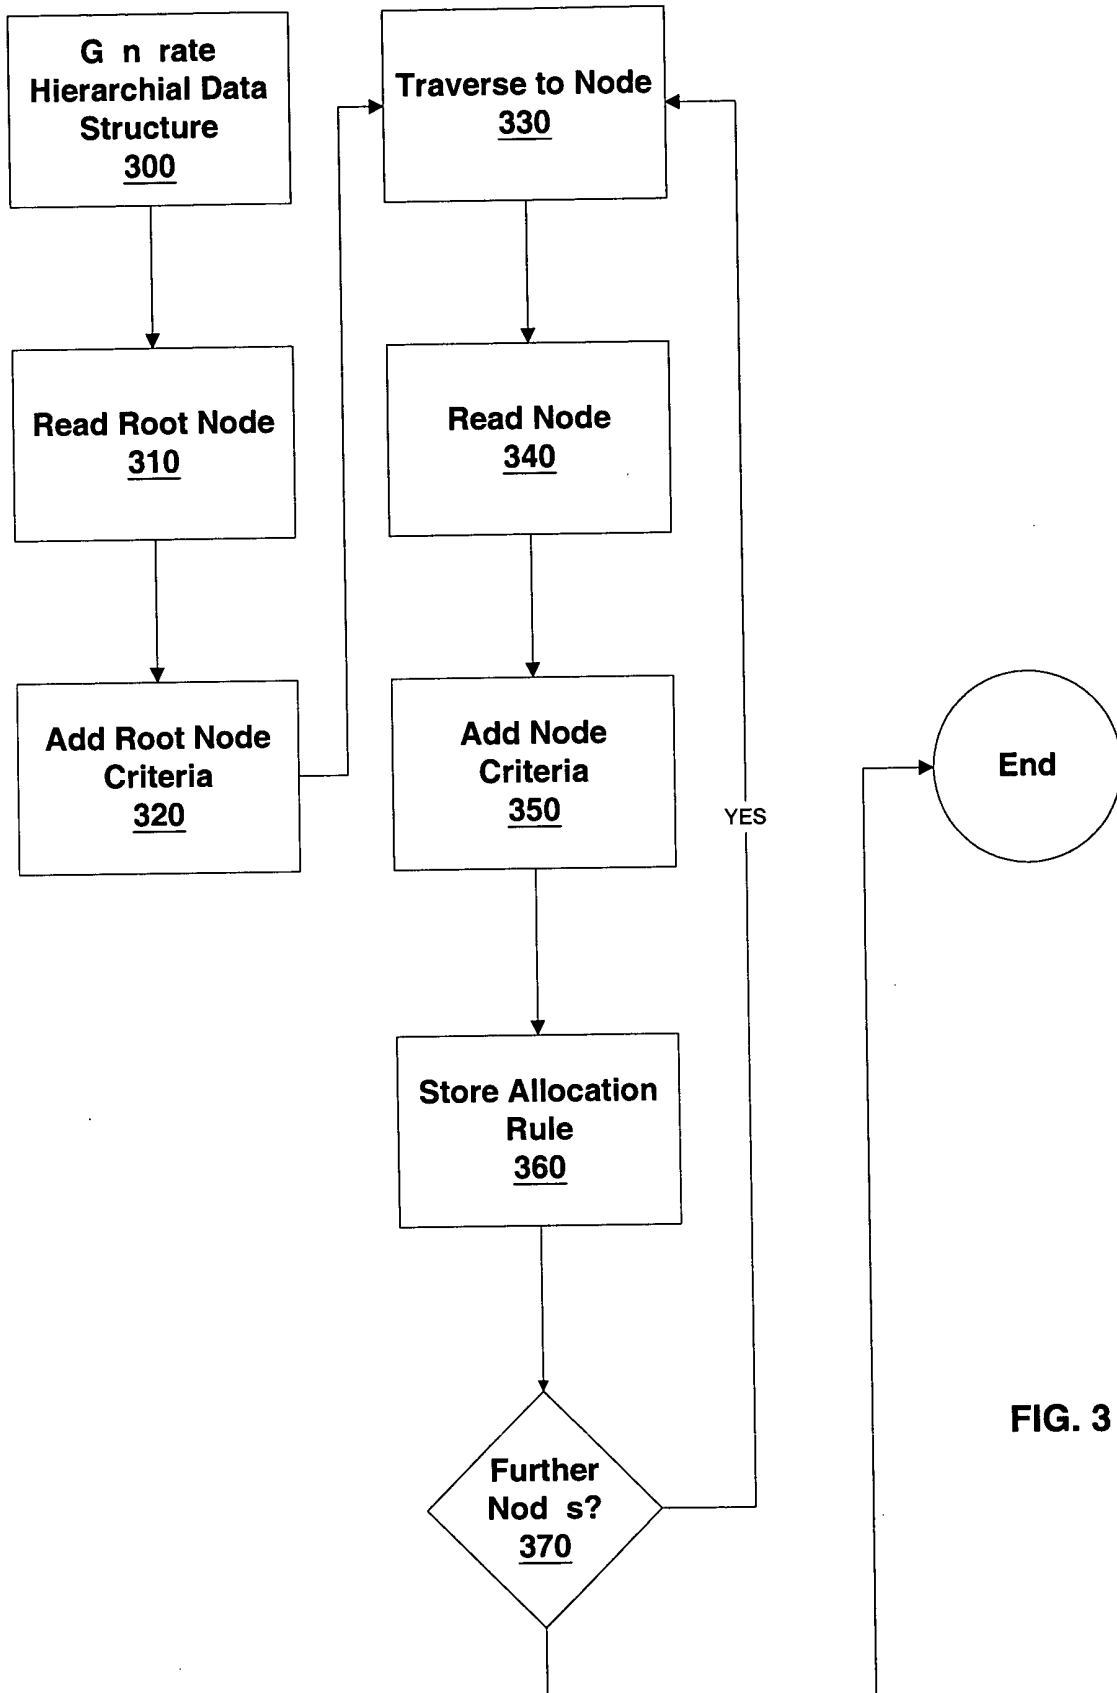 G n rate
Hierarchial Data
Structure
300
Read Root Node
310
Add Root Node
Criteria
320
Traverse to Node
330
Read Node
340
Add Node
Criteria
350
Store Allocation
Rule
360
Further
Nod s?
370
YES
End
FIG. 3